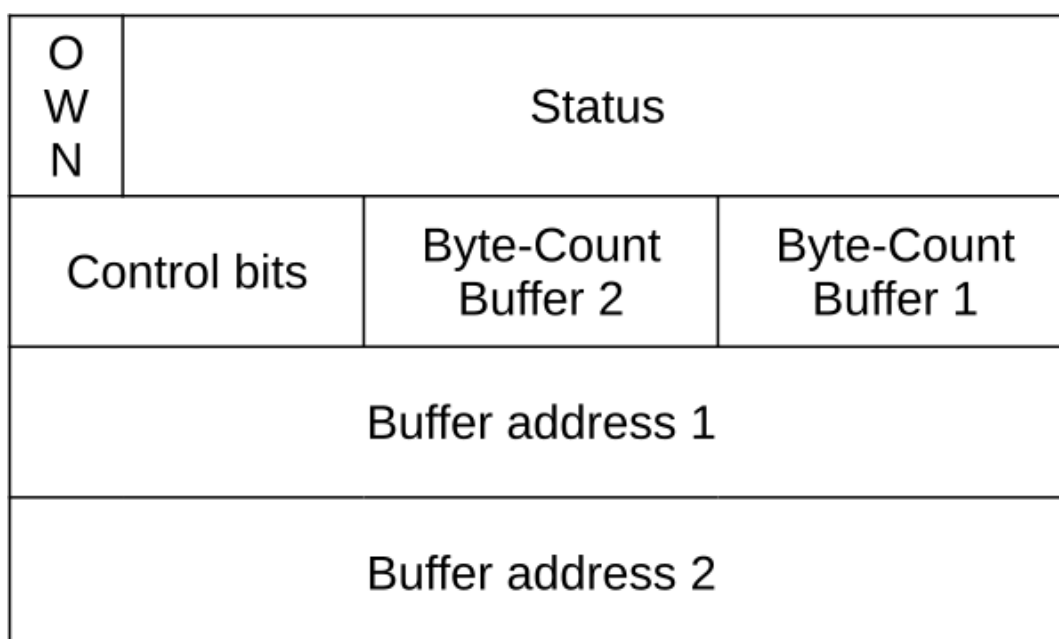 O
W
N
Status
Control bits
Byte-Count
Buffer 2
Byte-Count
Buffer 1
Buffer address 1
Buffer address 2